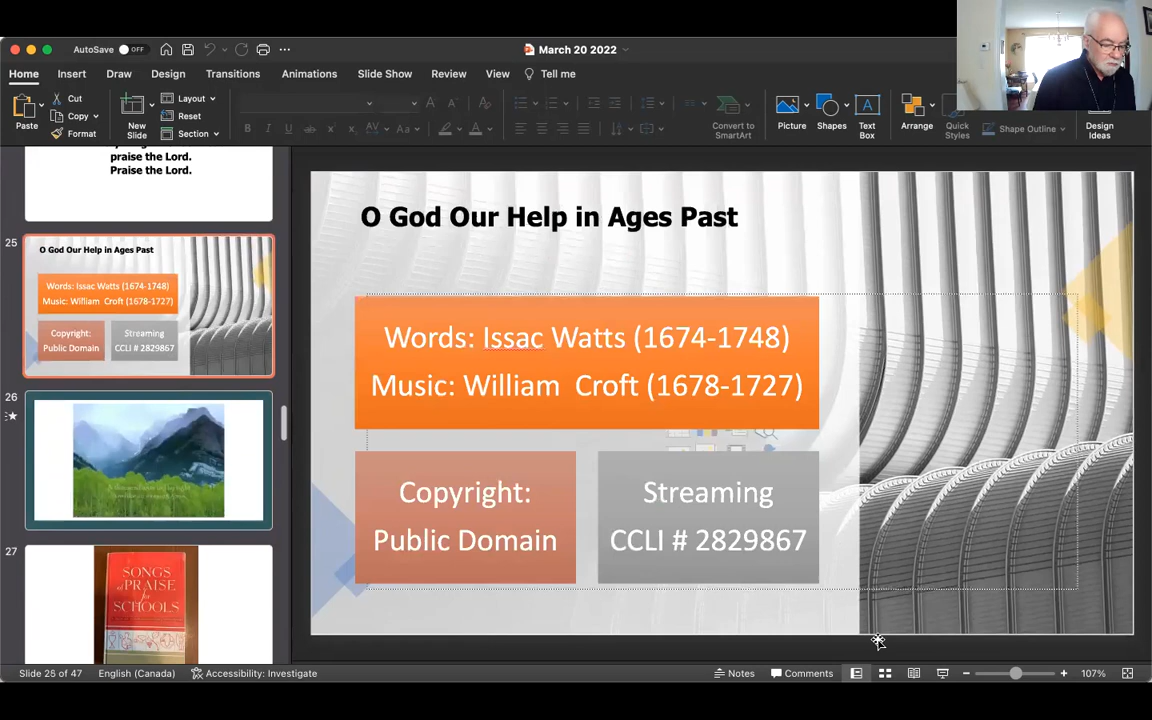 AutoSave OFF
March 20 2022
Home Insert Draw Design Transitions Animations Slide Show Review View Tell me
Paste
Cut
Copy
Format
New Slide
Layout
Reset
Section
Convert to SmartArt
Picture
Shapes
Text Box
Arrange
Quick Styles
Shape Outline
Design Ideas
praise the Lord.
Praise the Lord.
25
O God Our Help in Ages Past
Words: Issac Watts (1674-1748)
Music: William Croft (1678-1727)
Copyright:
Public Domain
Streaming
CCLI # 2829867
26
27
SONGS
of PRAISE
for
SCHOOLS
O God Our Help in Ages Past
Words: Issac Watts (1674-1748)
Music: William  Croft (1678-1727)
Copyright:
Public Domain
Streaming
CCLI # 2829867
Slide 25 of 47 English (Canada) Accessibility: Investigate Notes Comments 107%